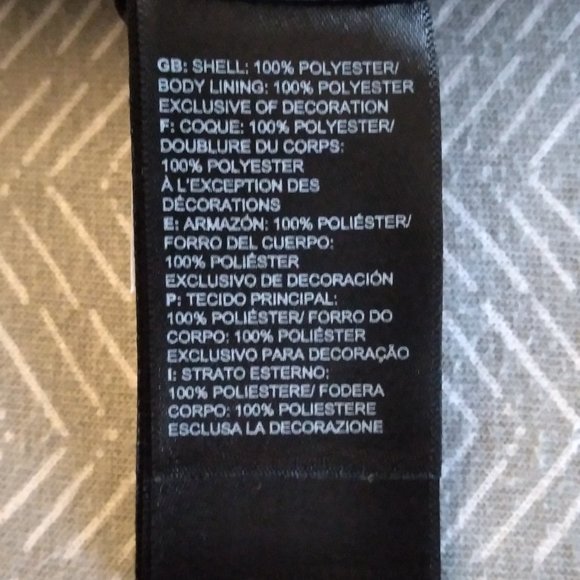 GB: SHELL: 100% POLYESTER/
BODY LINING: 100% POLYESTER
EXCLUSIVE OF DECORATION
F: COQUE: 100% POLYESTER/
DOUBLURE DU CORPS:
100% POLYESTER
À L'EXCEPTION DES
DÉCORATIONS
E: ARMAZÓN: 100% POLIÉSTER/
FORRO DEL CUERPO:
100% POLIÉSTER
EXCLUSIVO DE DECORACIÓN
P: TECIDO PRINCIPAL:
100% POLIÉSTER/ FORRO DO
CORPO: 100% POLIÉSTER
EXCLUSIVO PARA DECORAÇÃO
I: STRATO ESTERNO:
100% POLIESTERE/ FODERA
CORPO: 100% POLIESTERE
ESCLUSA LA DECORAZIONE